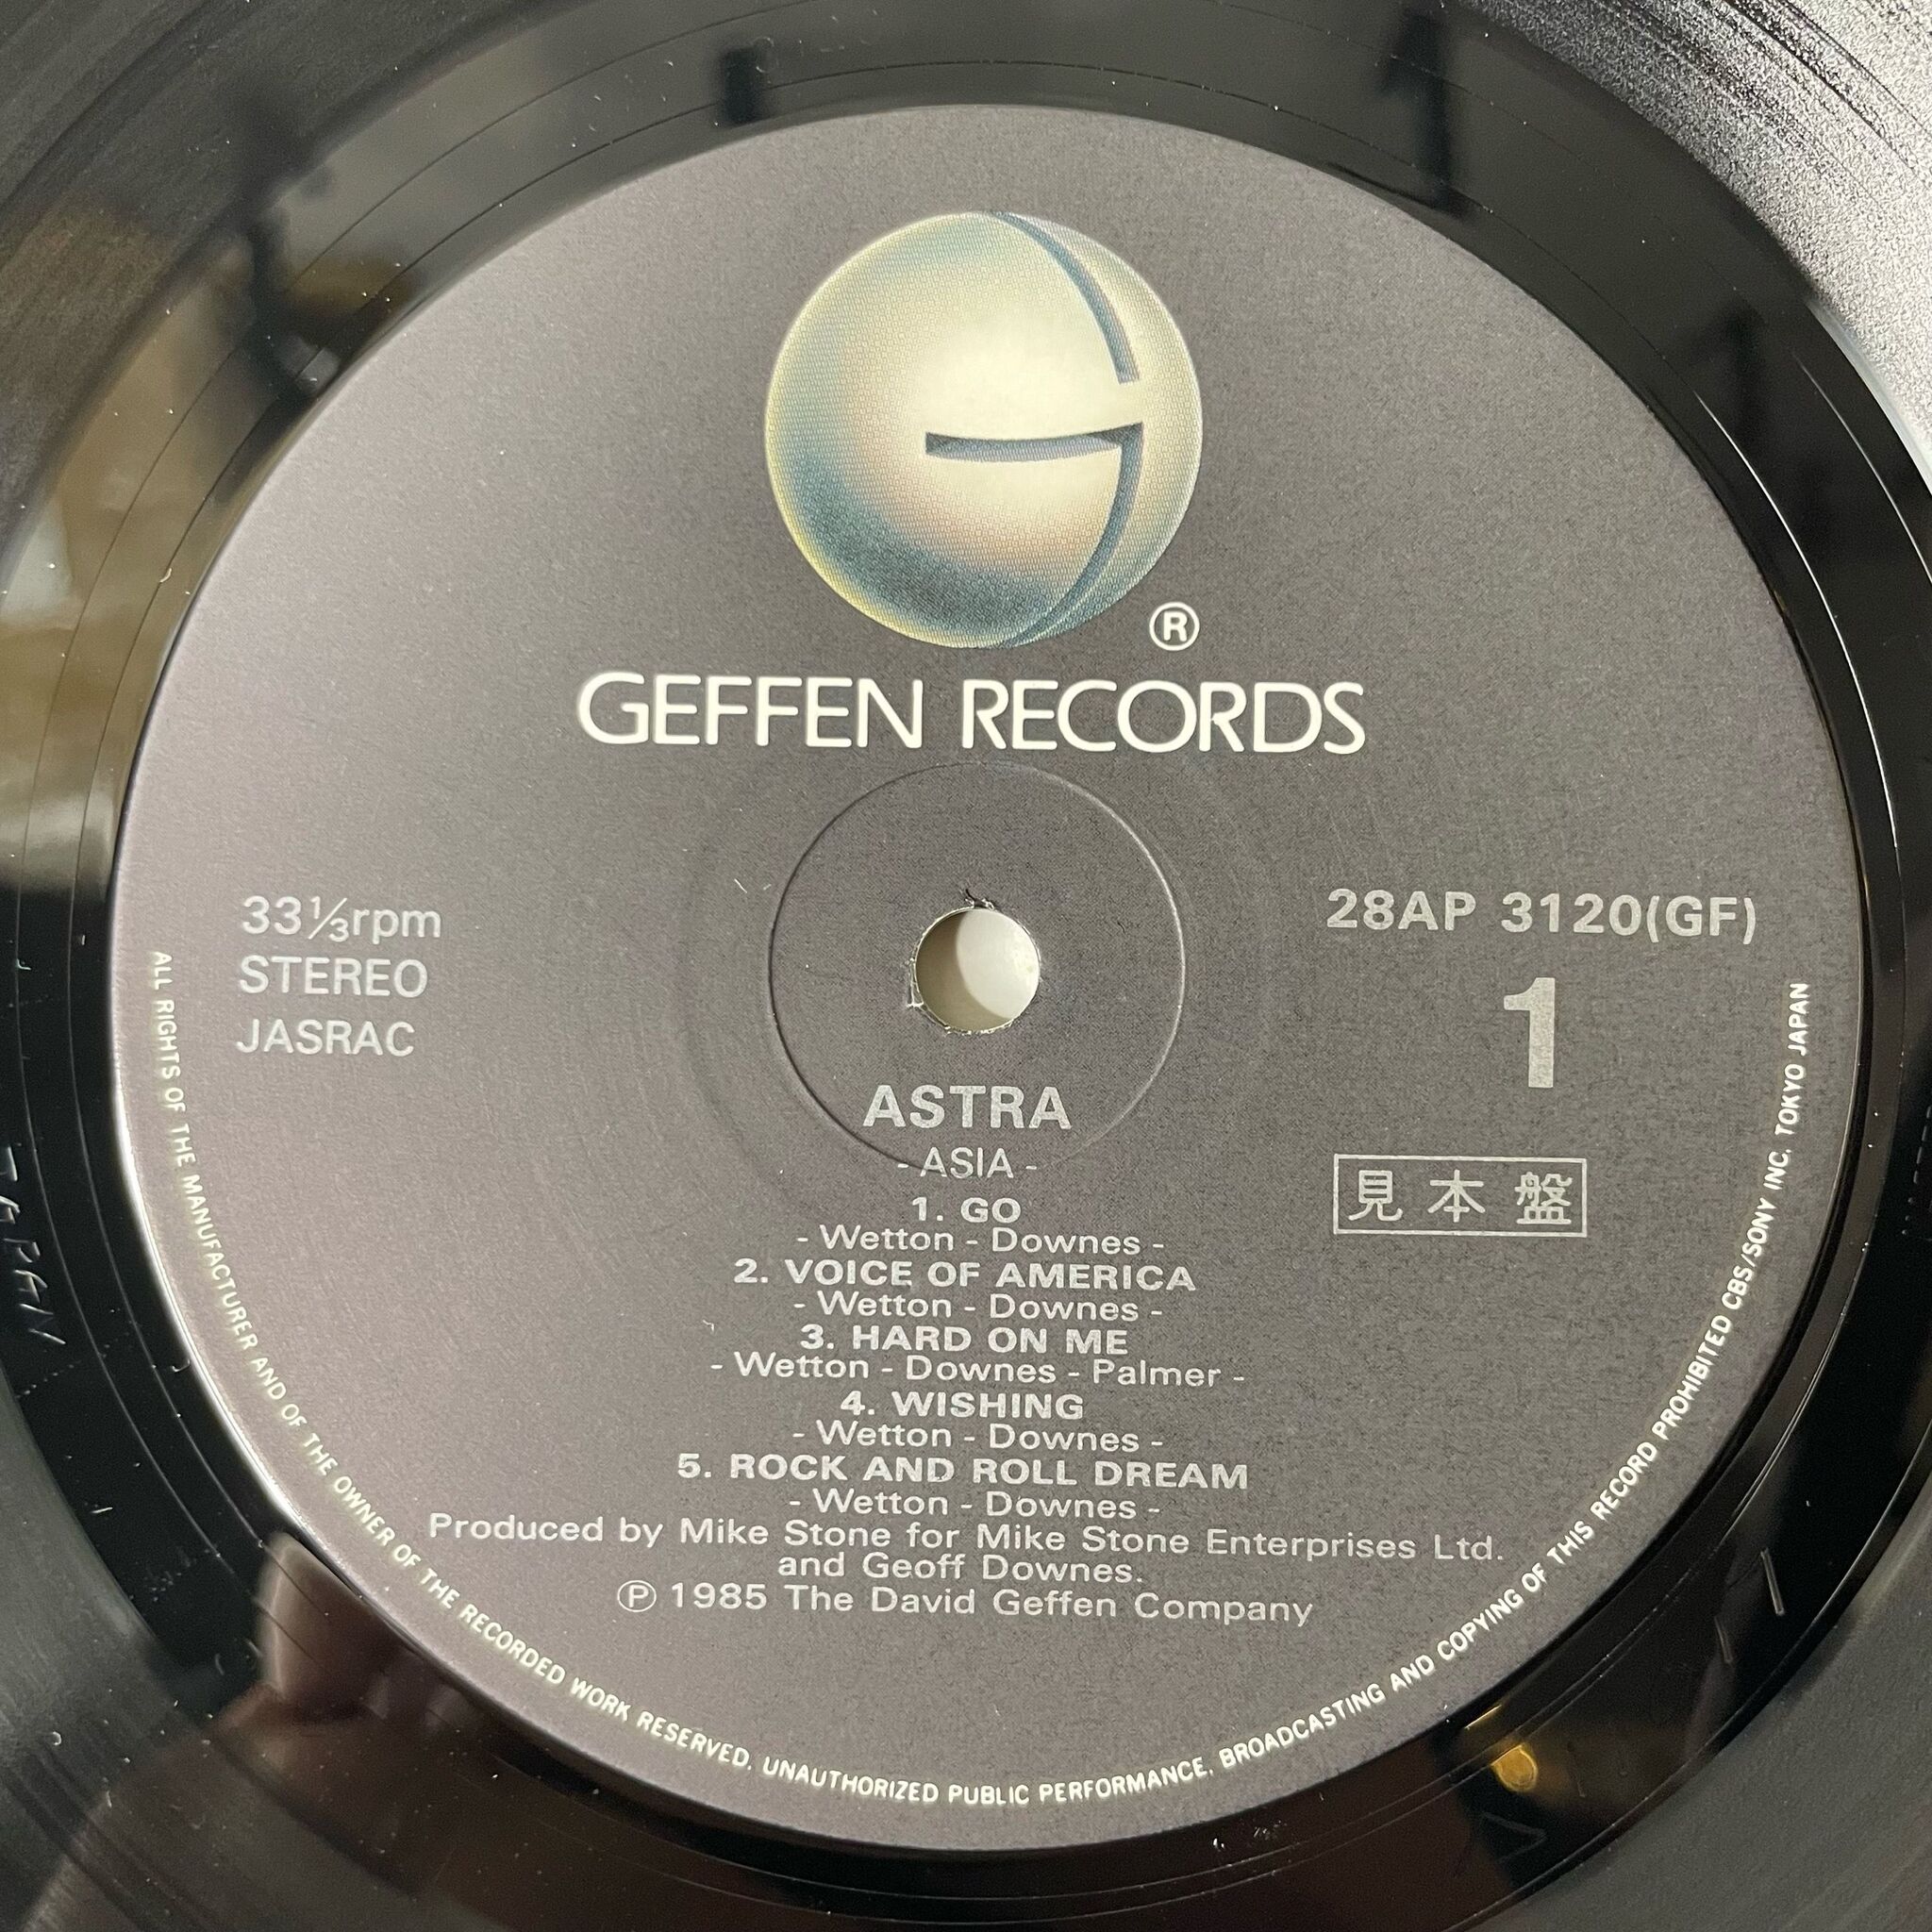 ®
GEFFEN RECORDS
33⅓rpm
STEREO
JASRAC
28AP 3120(GF)
1
見本盤
ASTRA
- ASIA -
1. GO
- Wetton - Downes -
2. VOICE OF AMERICA
- Wetton - Downes -
3. HARD ON ME
- Wetton - Downes - Palmer -
4. WISHING
- Wetton - Downes -
5. ROCK AND ROLL DREAM
- Wetton - Downes -
Produced by Mike Stone for Mike Stone Enterprises Ltd.
and Geoff Downes.
℗ 1985 The David Geffen Company
ALL RIGHTS OF THE MANUFACTURER AND OF THE OWNER OF THE RECORDED WORK RESERVED. UNAUTHORIZED PUBLIC PERFORMANCE, BROADCASTING AND COPYING OF THIS RECORD PROHIBITED CBS/SONY INC. TOKYO JAPAN
JAPAN